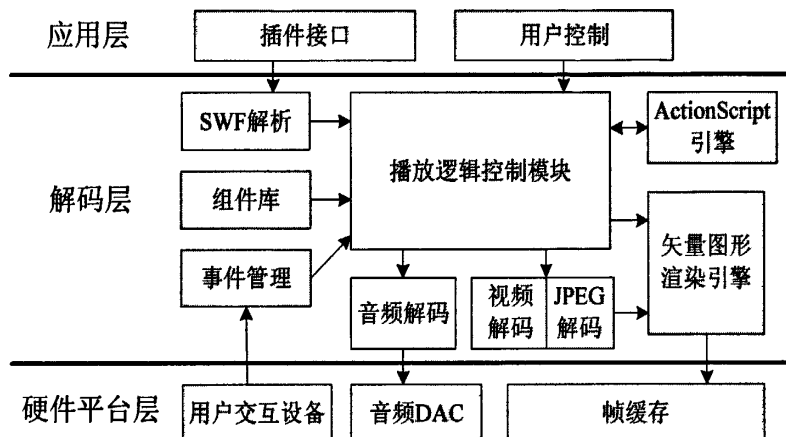 应用层
插件接口
用户控制
SWF解析
播放逻辑控制模块
ActionScript
引擎
解码层
组件库
矢量图形
渲染引擎
事件管理
音频解码
视频
解码
JPEG
解码
硬件平台层
用户交互设备
音频DAC
帧缓存